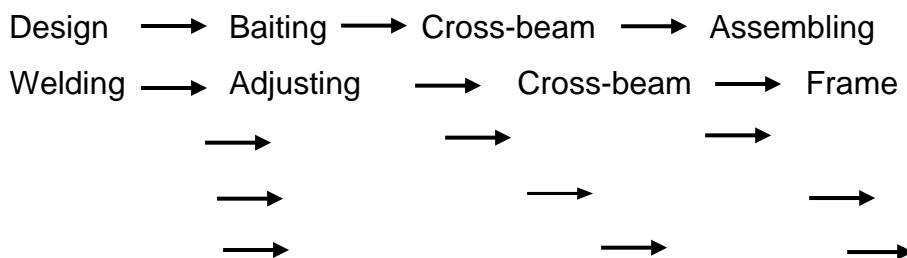 Design → Baiting → Cross-beam → Assembling
Welding → Adjusting → Cross-beam → Frame
→ → →
→ → →
→ → →